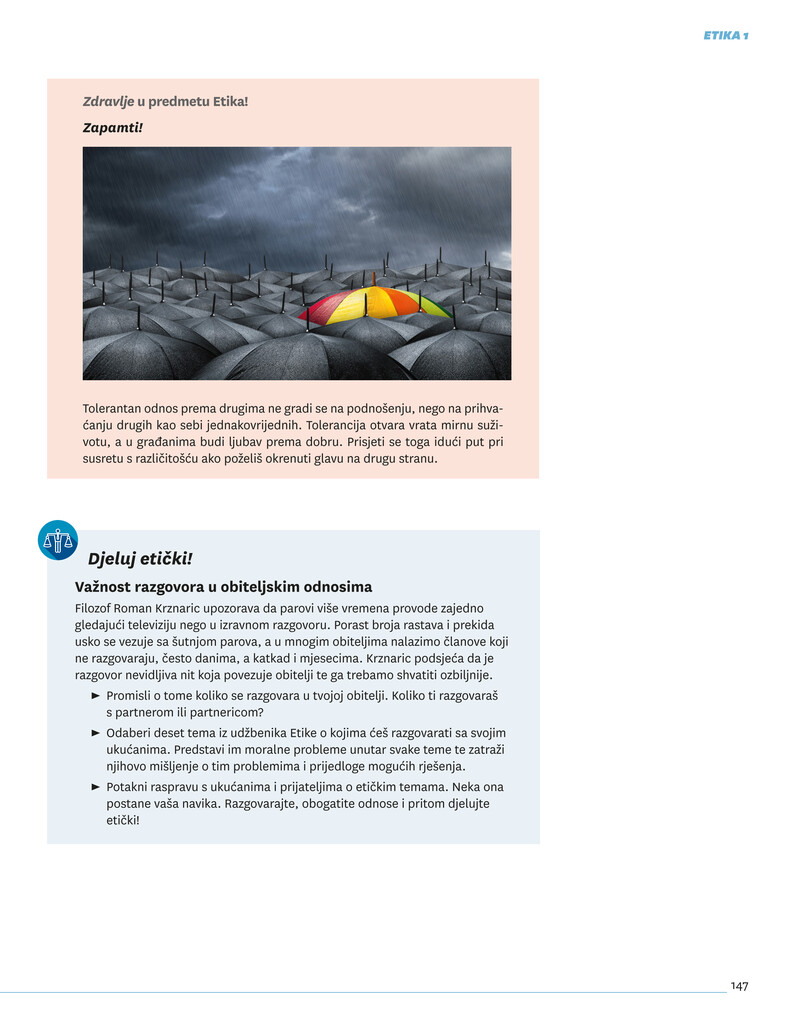 ETIKA 1
Zdravlje u predmetu Etika!
Zapamti!
Tolerantan odnos prema drugima ne gradi se na podnošenju, nego na prihva-
ćanju drugih kao sebi jednakovrijednih. Tolerancija otvara vrata mirnu suži-
votu, a u građanima budi ljubav prema dobru. Prisjeti se toga idući put pri
susretu s različitošću ako poželiš okrenuti glavu na drugu stranu.
Djeluj etički!
Važnost razgovora u obiteljskim odnosima
Filozof Roman Krznaric upozorava da parovi više vremena provode zajedno
gledajući televiziju nego u izravnom razgovoru. Porast broja rastava i prekida
usko se vezuje sa šutnjom parova, a u mnogim obiteljima nalazimo članove koji
ne razgovaraju, često danima, a katkad i mjesecima. Krznaric podsjeća da je
razgovor nevidljiva nit koja povezuje obitelji te ga trebamo shvatiti ozbiljnije.
► Promisli o tome koliko se razgovara u tvojoj obitelji. Koliko ti razgovaraš
s partnerom ili partnericom?
► Odaberi deset tema iz udžbenika Etike o kojima ćeš razgovarati sa svojim
ukućanima. Predstavi im moralne probleme unutar svake teme te zatraži
njihovo mišljenje o tim problemima i prijedloge mogućih rješenja.
► Potakni raspravu s ukućanima i prijateljima o etičkim temama. Neka ona
postane vaša navika. Razgovarajte, obogatite odnose i pritom djelujte
etički!
147